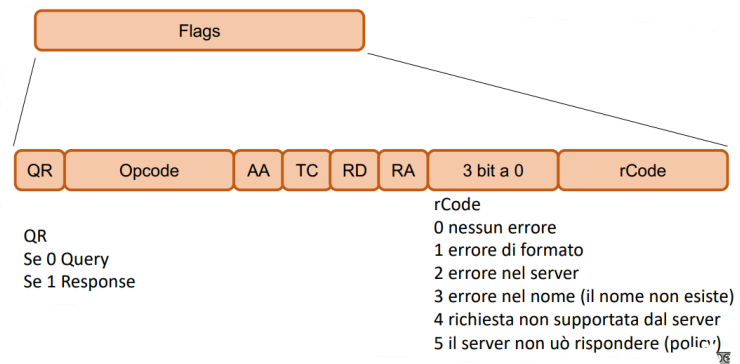 Flags
QR Opcode AA TC RD RA 3 bit a 0 rCode
QR
Se 0 Query
Se 1 Response
rCode
0 nessun errore
1 errore di formato
2 errore nel server
3 errore nel nome (il nome non esiste)
4 richiesta non supportata dal server
5 il server non uò rispondere (policy)